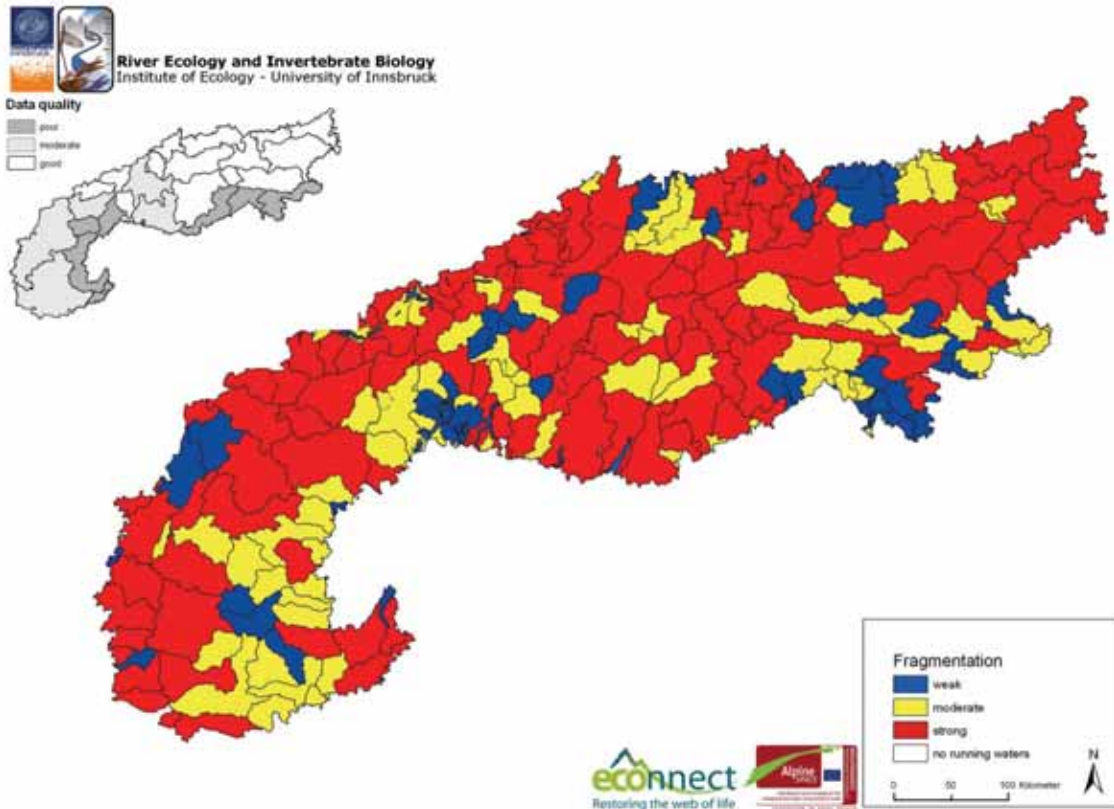 River Ecology and Invertebrate Biology
Institute of Ecology - University of Innsbruck
Data quality
poor
moderate
good
Fragmentation
weak
moderate
strong
no running waters
N
0 50 100 Kilometer
econnect
Restoring the web of life
Alpine
space